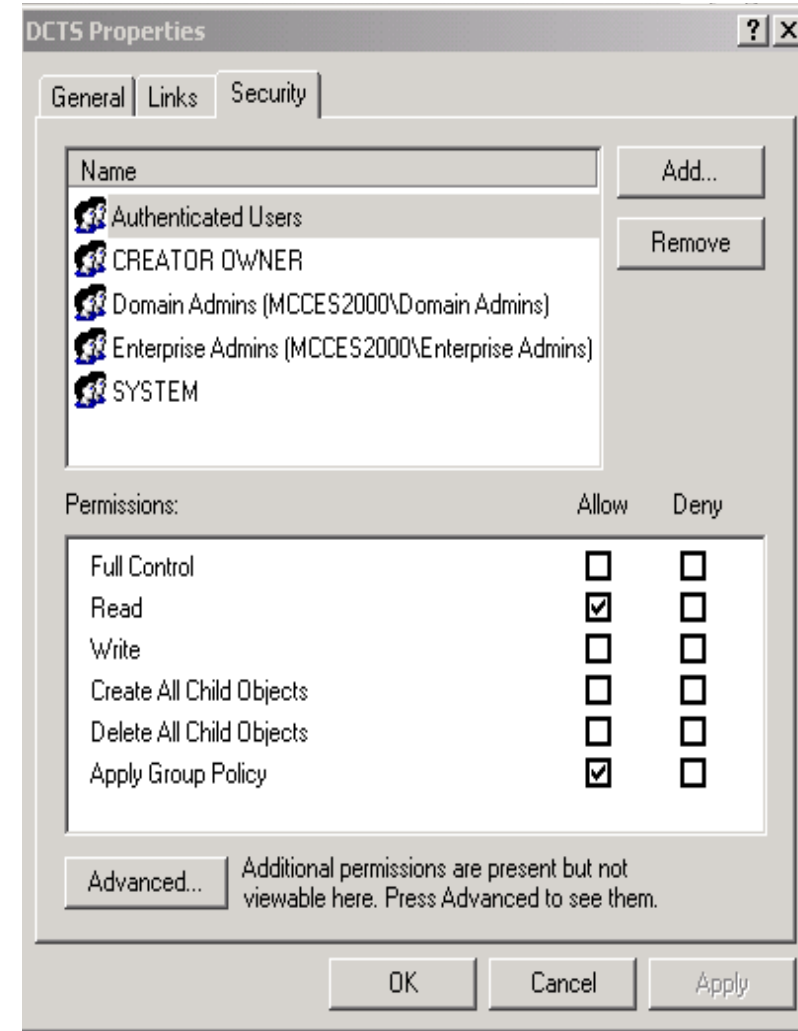 DCTS Properties
General Links Security
Name
Add...
Authenticated Users
Remove
CREATOR OWNER
Domain Admins (MCCES2000\Domain Admins)
Enterprise Admins (MCCES2000\Enterprise Admins)
SYSTEM
Permissions: Allow Deny
Full Control
Read
Write
Create All Child Objects
Delete All Child Objects
Apply Group Policy
Advanced...
Additional permissions are present but not
viewable here. Press Advanced to see them.
OK Cancel Apply